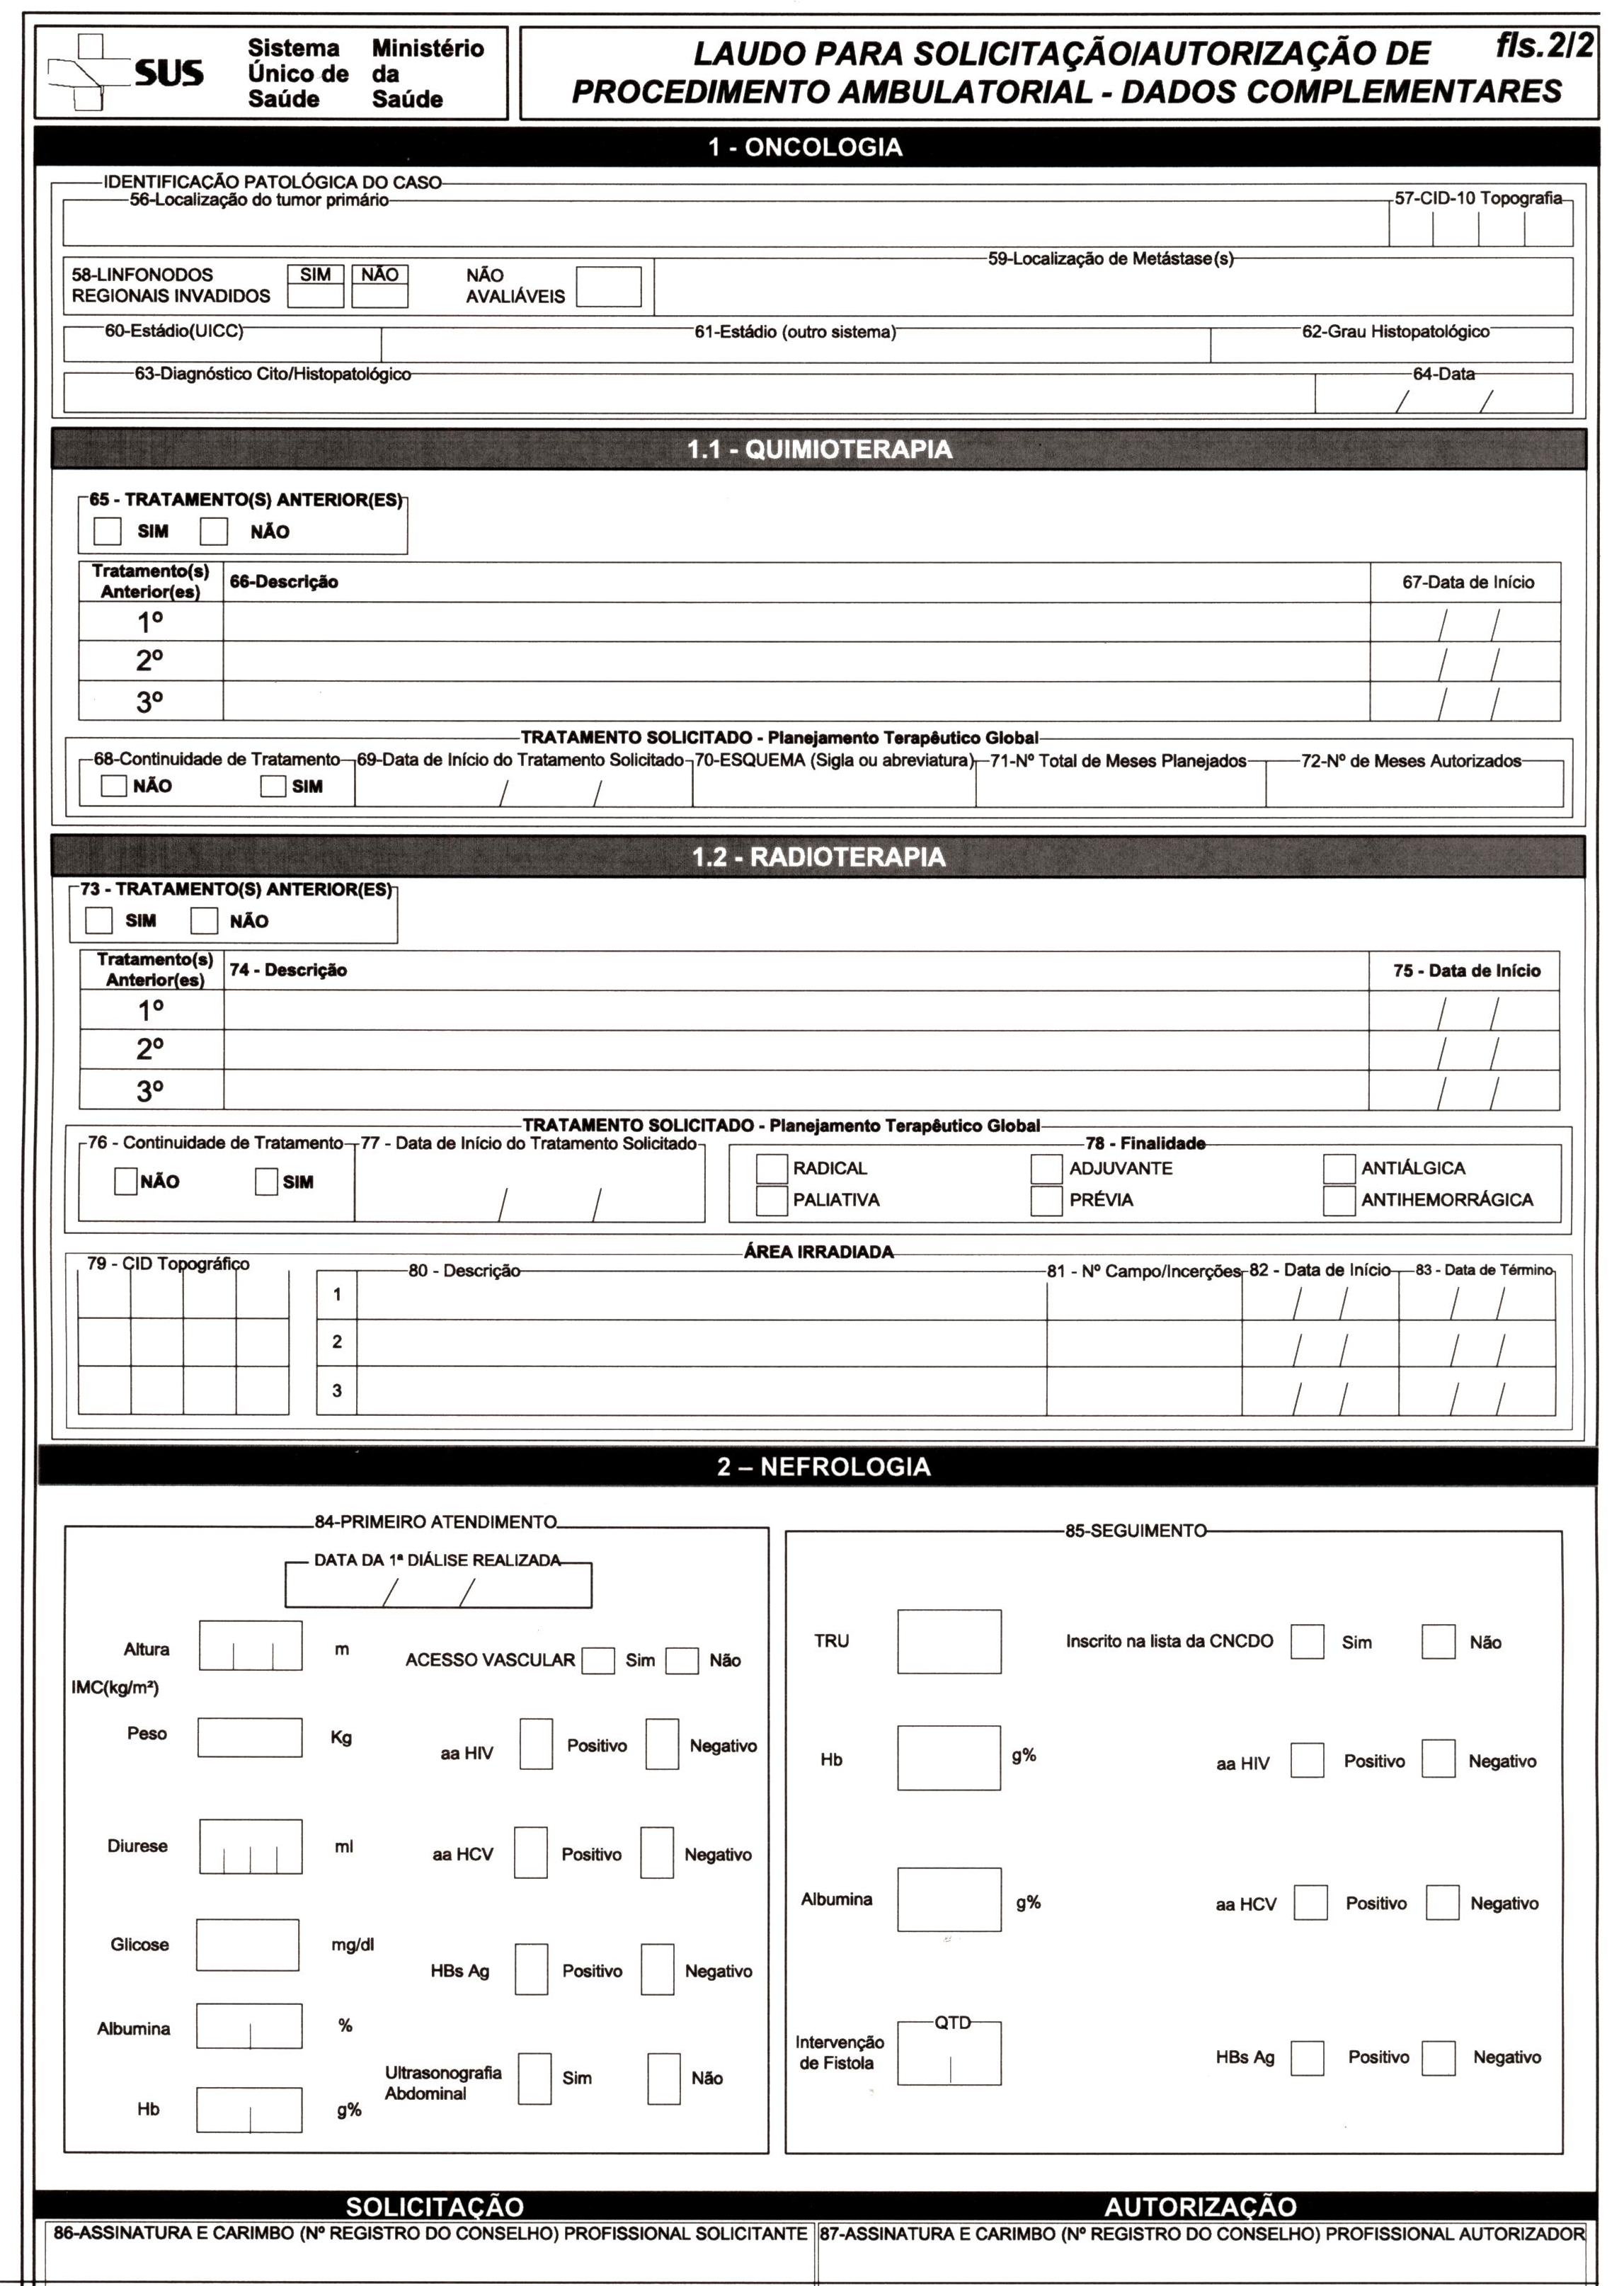 SUS
Sistema Único de Saúde
Ministério da Saúde
LAUDO PARA SOLICITAÇÃO/AUTORIZAÇÃO DE
PROCEDIMENTO AMBULATORIAL - DADOS COMPLEMENTARES
fls.2/2
1 - ONCOLOGIA
IDENTIFICAÇÃO PATOLÓGICA DO CASO
56-Localização do tumor primário 57-CID-10 Topografia
58-LINFONODOS REGIONAIS INVADIDOS SIM NÃO NÃO AVALIÁVEIS 59-Localização de Metástase(s)
60-Estádio(UICC) 61-Estádio (outro sistema) 62-Grau Histopatológico
63-Diagnóstico Cito/Histopatológico 64-Data
/ /
1.1 - QUIMIOTERAPIA
65 - TRATAMENTO(S) ANTERIOR(ES)
SIM NÃO
Tratamento(s) Anterior(es) 66-Descrição 67-Data de Início
1º / /
2º / /
3º / /
TRATAMENTO SOLICITADO - Planejamento Terapêutico Global
68-Continuidade de Tratamento 69-Data de Início do Tratamento Solicitado 70-ESQUEMA (Sigla ou abreviatura) 71-Nº Total de Meses Planejados 72-Nº de Meses Autorizados
NÃO SIM / /
1.2 - RADIOTERAPIA
73 - TRATAMENTO(S) ANTERIOR(ES)
SIM NÃO
Tratamento(s) Anterior(es) 74 - Descrição 75 - Data de Início
1º / /
2º / /
3º / /
TRATAMENTO SOLICITADO - Planejamento Terapêutico Global
76 - Continuidade de Tratamento 77 - Data de Início do Tratamento Solicitado 78 - Finalidade
RADICAL ADJUVANTE ANTIÁLGICA
NÃO SIM / /
PALIATIVA PRÉVIA ANTIHEMORRÁGICA
ÁREA IRRADIADA
79 - CID Topográfico 80 - Descrição 81 - Nº Campo/Incerções 82 - Data de Início 83 - Data de Término
1 / / / /
2 / / / /
3 / / / /
2 – NEFROLOGIA
84-PRIMEIRO ATENDIMENTO
DATA DA 1ª DIÁLISE REALIZADA
/ /
Altura m ACESSO VASCULAR Sim Não
IMC(kg/m²)
Peso Kg aa HIV Positivo Negativo
Diurese ml aa HCV Positivo Negativo
Glicose mg/dl HBs Ag Positivo Negativo
Albumina %
Ultrasonografia Abdominal Sim Não
Hb g%
85-SEGUIMENTO
TRU Inscrito na lista da CNCDO Sim Não
Hb g% aa HIV Positivo Negativo
Albumina g% aa HCV Positivo Negativo
QTD
Intervenção de Fistola HBs Ag Positivo Negativo
SOLICITAÇÃO
86-ASSINATURA E CARIMBO (Nº REGISTRO DO CONSELHO) PROFISSIONAL SOLICITANTE
AUTORIZAÇÃO
87-ASSINATURA E CARIMBO (Nº REGISTRO DO CONSELHO) PROFISSIONAL AUTORIZADOR